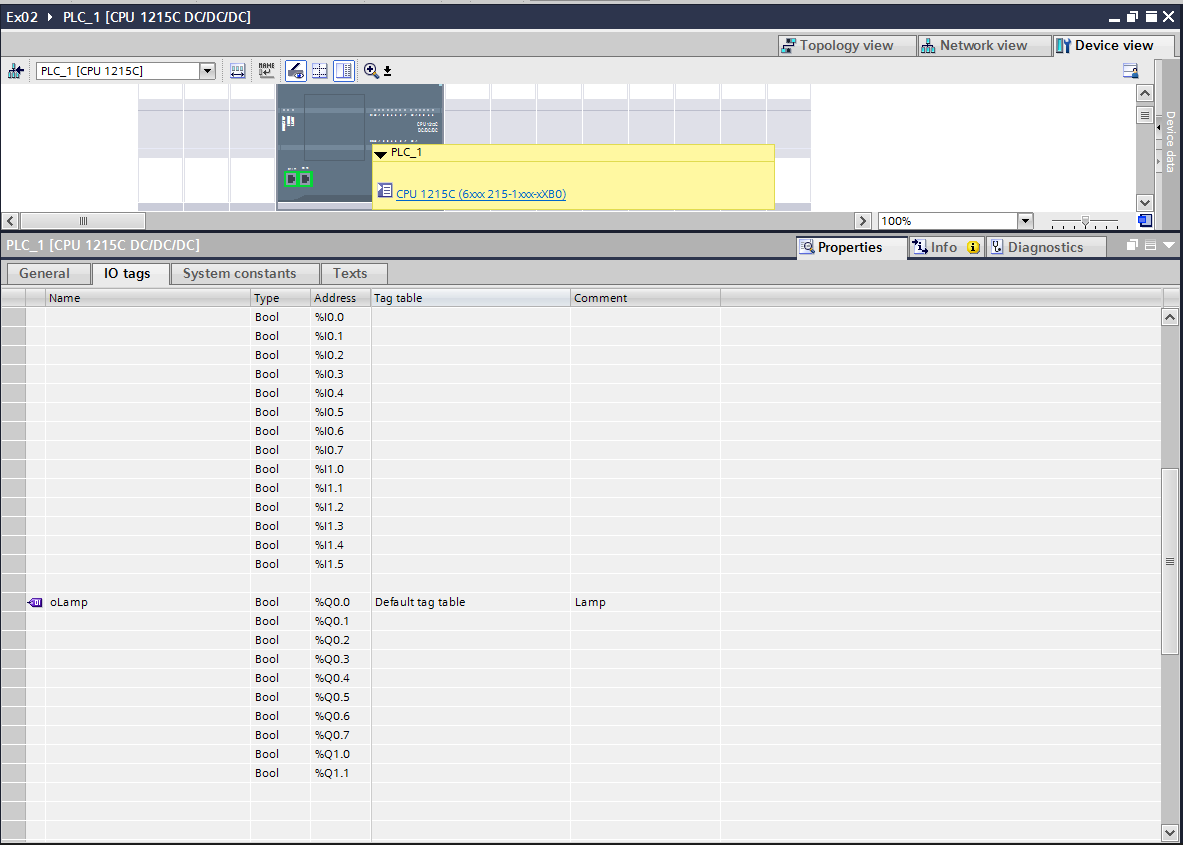 Ex02 ▸ PLC_1 [CPU 1215C DC/DC/DC]
Topology view Network view Device view
PLC_1 [CPU 1215C]
NAME
CPU 1215C
DC/DC/DC
Device data
PLC_1
CPU 1215C (6xxx 215-1xxx-xXB0)
100%
PLC_1 [CPU 1215C DC/DC/DC]
Properties Info Diagnostics
General IO tags System constants Texts
Name Type Address Tag table Comment
Bool %I0.0
Bool %I0.1
Bool %I0.2
Bool %I0.3
Bool %I0.4
Bool %I0.5
Bool %I0.6
Bool %I0.7
Bool %I1.0
Bool %I1.1
Bool %I1.2
Bool %I1.3
Bool %I1.4
Bool %I1.5
oLamp Bool %Q0.0 Default tag table Lamp
Bool %Q0.1
Bool %Q0.2
Bool %Q0.3
Bool %Q0.4
Bool %Q0.5
Bool %Q0.6
Bool %Q0.7
Bool %Q1.0
Bool %Q1.1